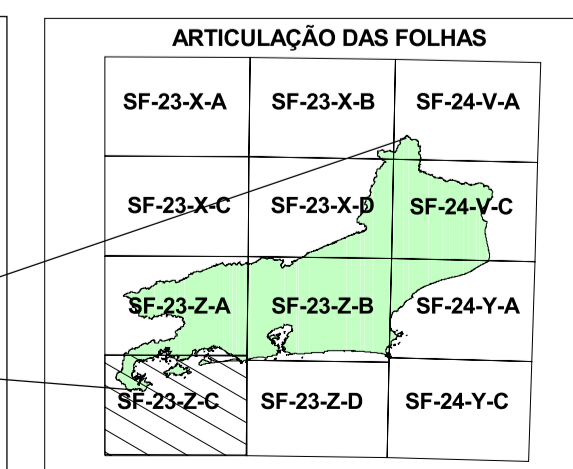 ARTICULAÇÃO DAS FOLHAS
SF-23-X-A SF-23-X-B SF-24-V-A
SF-23-X-C SF-23-X-D SF-24-V-C
SF-23-Z-A SF-23-Z-B SF-24-Y-A
SF-23-Z-C SF-23-Z-D SF-24-Y-C